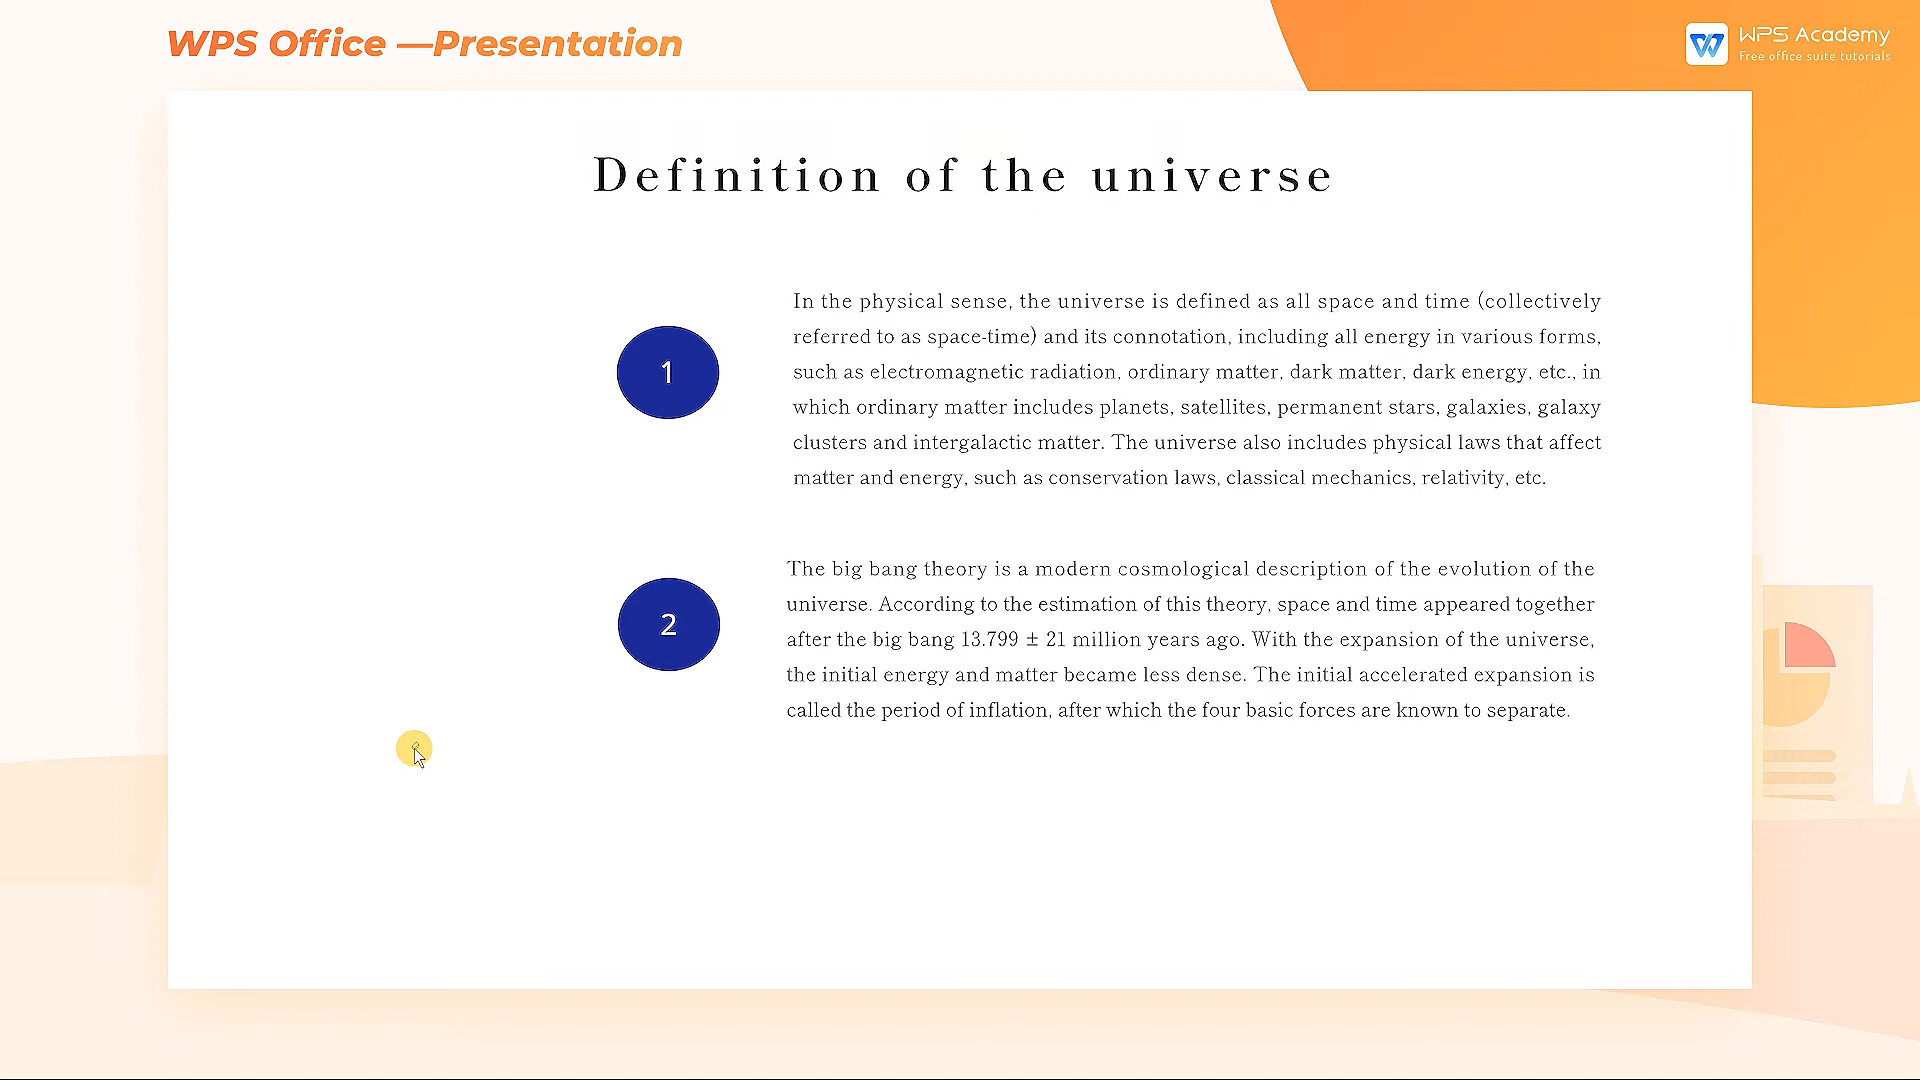 WPS Office —Presentation
WPS Academy
Free office suite tutorials
Definition of the universe
1
In the physical sense, the universe is defined as all space and time (collectively
referred to as space-time) and its connotation, including all energy in various forms,
such as electromagnetic radiation, ordinary matter, dark matter, dark energy, etc., in
which ordinary matter includes planets, satellites, permanent stars, galaxies, galaxy
clusters and intergalactic matter. The universe also includes physical laws that affect
matter and energy, such as conservation laws, classical mechanics, relativity, etc.
2
The big bang theory is a modern cosmological description of the evolution of the
universe. According to the estimation of this theory, space and time appeared together
after the big bang 13.799 ± 21 million years ago. With the expansion of the universe,
the initial energy and matter became less dense. The initial accelerated expansion is
called the period of inflation, after which the four basic forces are known to separate.